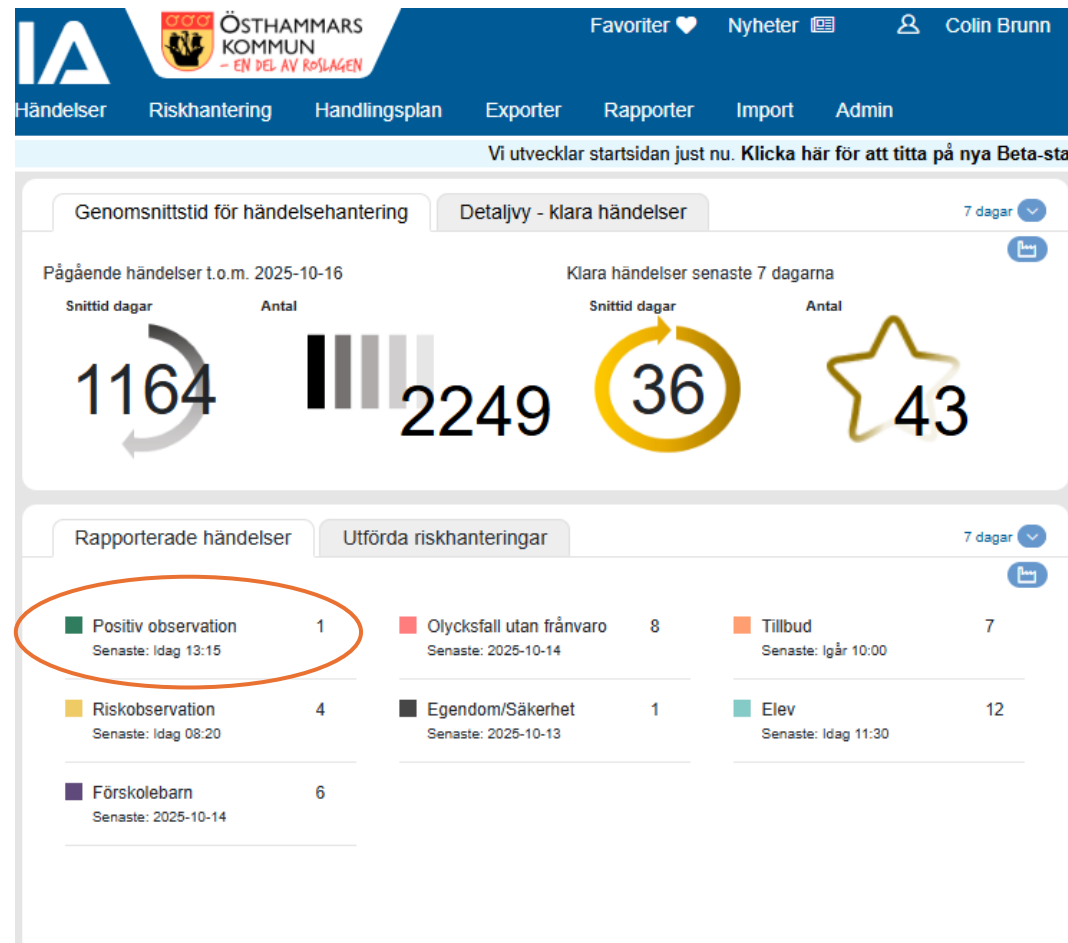 IA
ÖSTHAMMARS
KOMMUN
– EN DEL AV ROSLAGEN
Favoriter Nyheter Colin Brunn
Händelser Riskhantering Handlingsplan Exporter Rapporter Import Admin
Vi utvecklar startsidan just nu. Klicka här för att titta på nya Beta-sta
Genomsnittstid för händelsehantering Detaljvy - klara händelser 7 dagar
Pågående händelser t.o.m. 2025-10-16 Klara händelser senaste 7 dagarna
Snittid dagar Antal Snittid dagar Antal
1164 2249 36 43
Rapporterade händelser Utförda riskhanteringar 7 dagar
Positiv observation 1 Olycksfall utan frånvaro 8 Tillbud 7
Senaste: Idag 13:15 Senaste: 2025-10-14 Senaste: Igår 10:00
Riskobservation 4 Egendom/Säkerhet 1 Elev 12
Senaste: Idag 08:20 Senaste: 2025-10-13 Senaste: Idag 11:30
Förskolebarn 6
Senaste: 2025-10-14